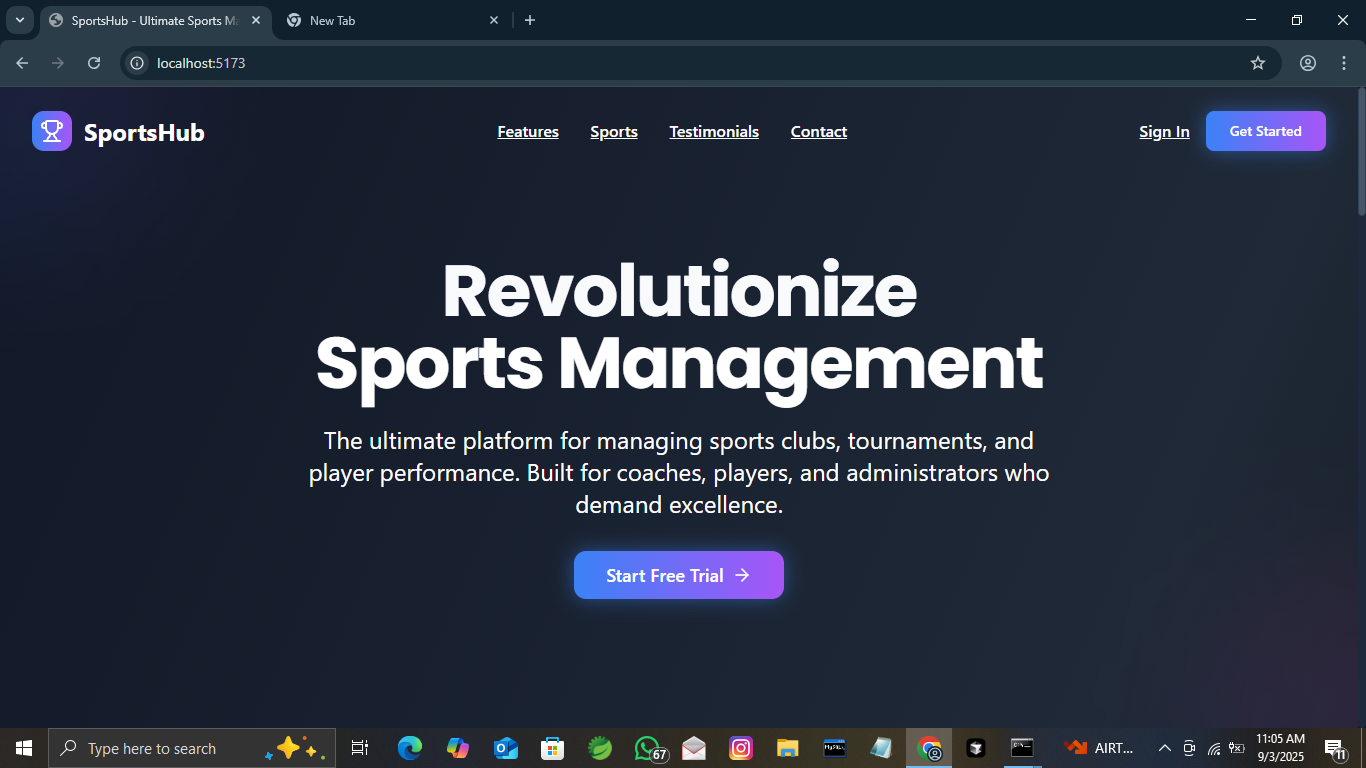 SportsHub - Ultimate Sports Ma
New Tab
localhost:5173
SportsHub
Features
Sports
Testimonials
Contact
Sign In
Get Started
Revolutionize
Sports Management
The ultimate platform for managing sports clubs, tournaments, and
player performance. Built for coaches, players, and administrators who
demand excellence.
Start Free Trial
Type here to search
67
AIRT...
11:05 AM
9/3/2025
11